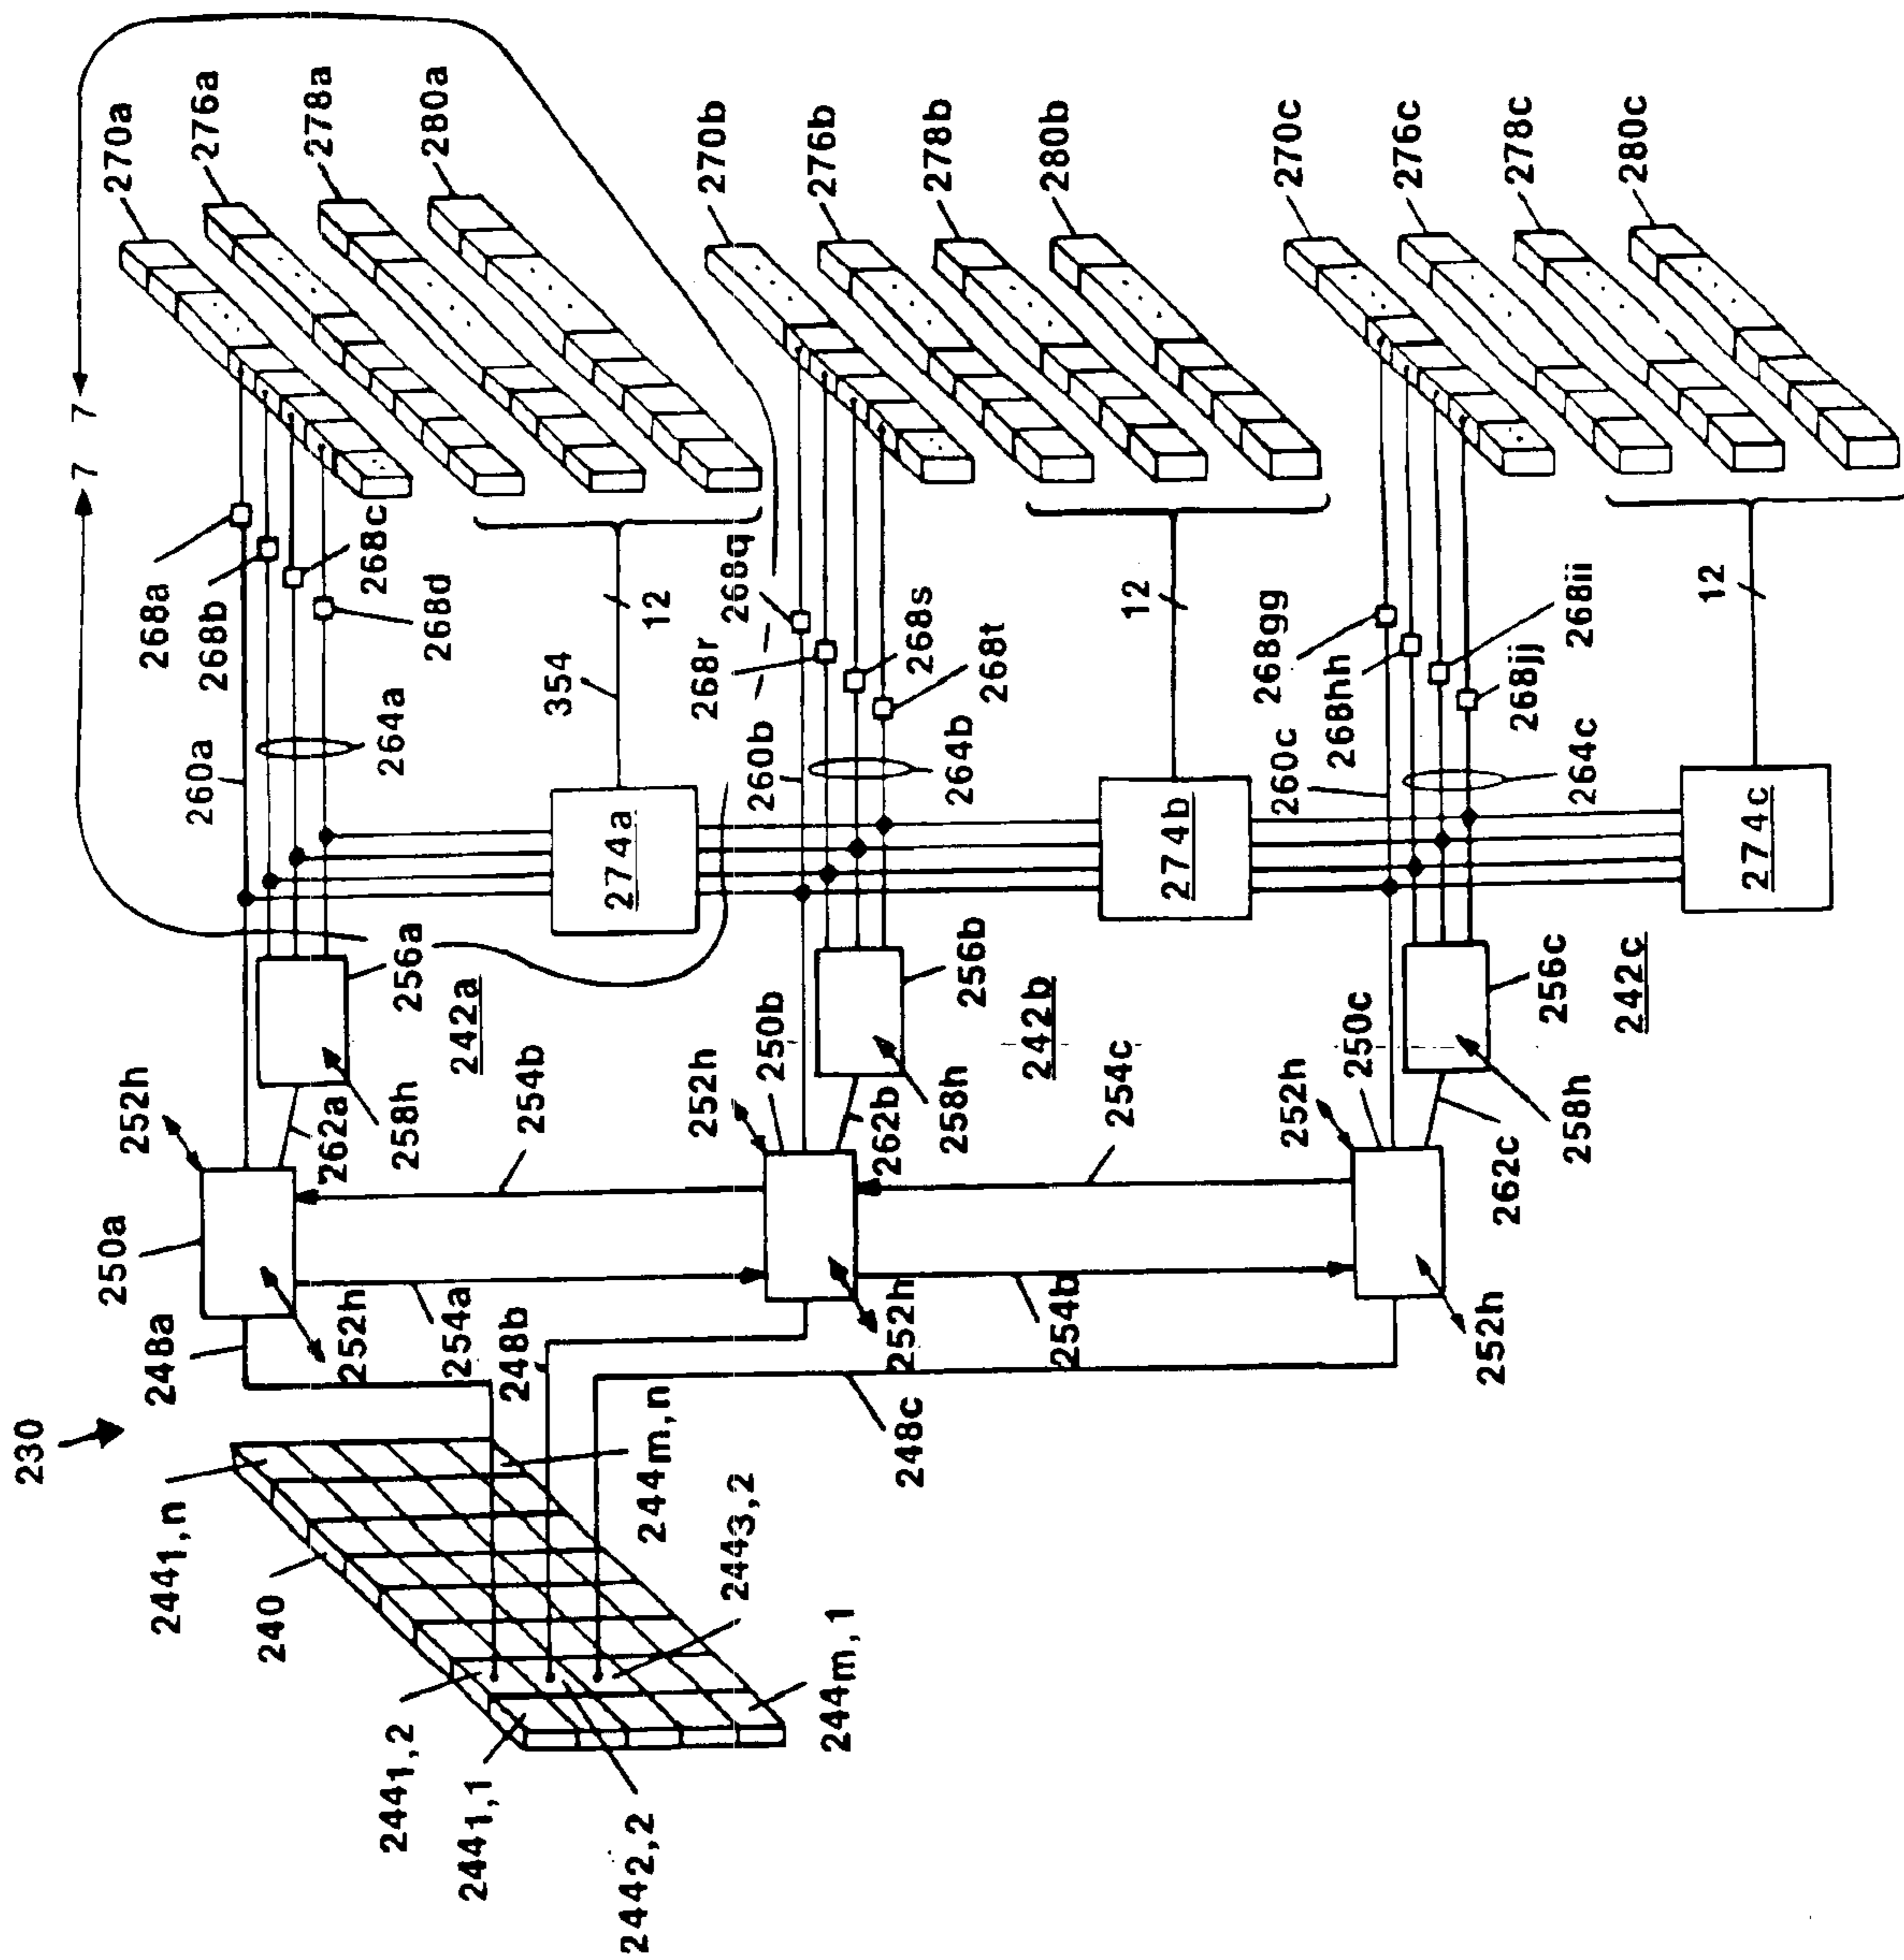 230
244₁,n
240
244₁,2
244₁,1
244₂,2
244m,n
244₃,2
244m,1
248a
248b
248c
250a
252h
252h
254a
254b
262a
258h
256a
242a
260a
264a
268a
268b
268c
268d
7
7
270a
276a
278a
280a
274a
354
12
250b
252h
252h
254b
254c
262b
258h
256b
242b
260b
264b
268q
268r
268s
268t
270b
276b
278b
280b
274b
12
250c
252h
252h
262c
258h
256c
242c
260c
264c
268gg
268hh
268ii
268jj
270c
276c
278c
280c
274c
12